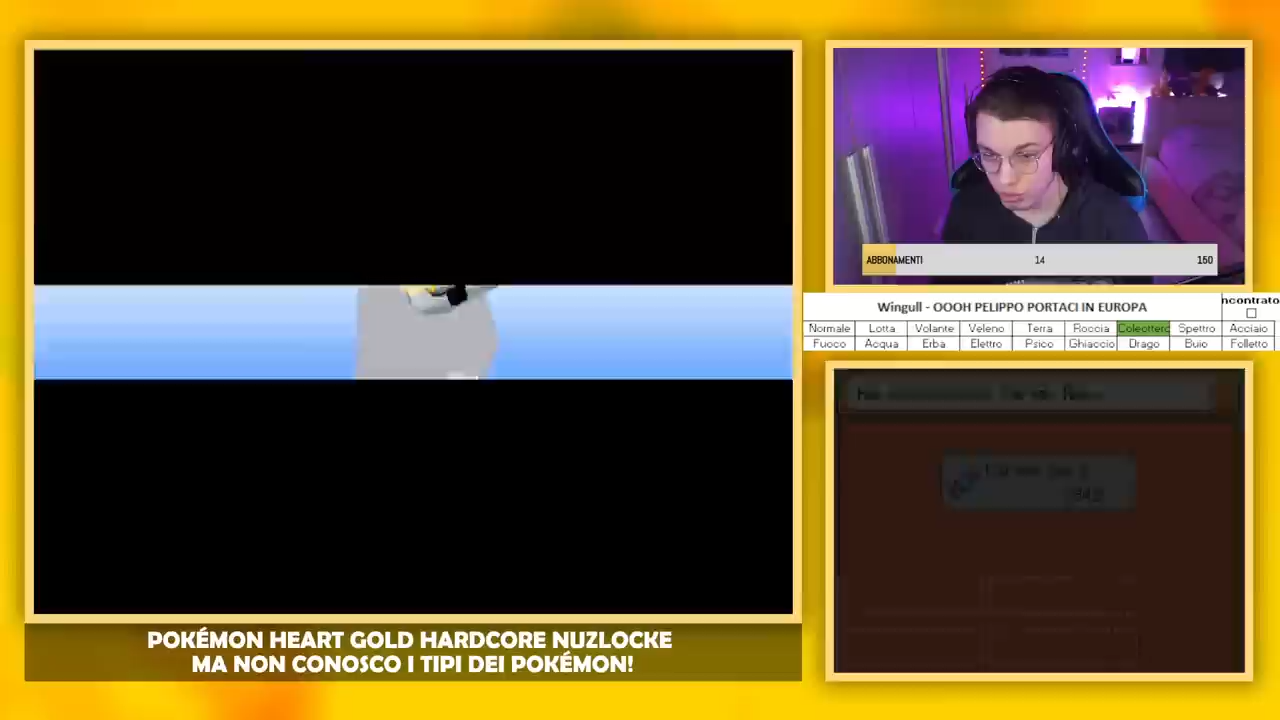 ABBONAMENTI 14 150
Wingull - OOOH PELIPPO PORTACI IN EUROPA
ncontrato
Normale Lotta Volante Veleno Terra Roccia Coleottero Spettro Acciaio
Fuoco Acqua Erba Elettro Psico Ghiaccio Drago Buio Folletto
POKÉMON HEART GOLD HARDCORE NUZLOCKE
MA NON CONOSCO I TIPI DEI POKÉMON!